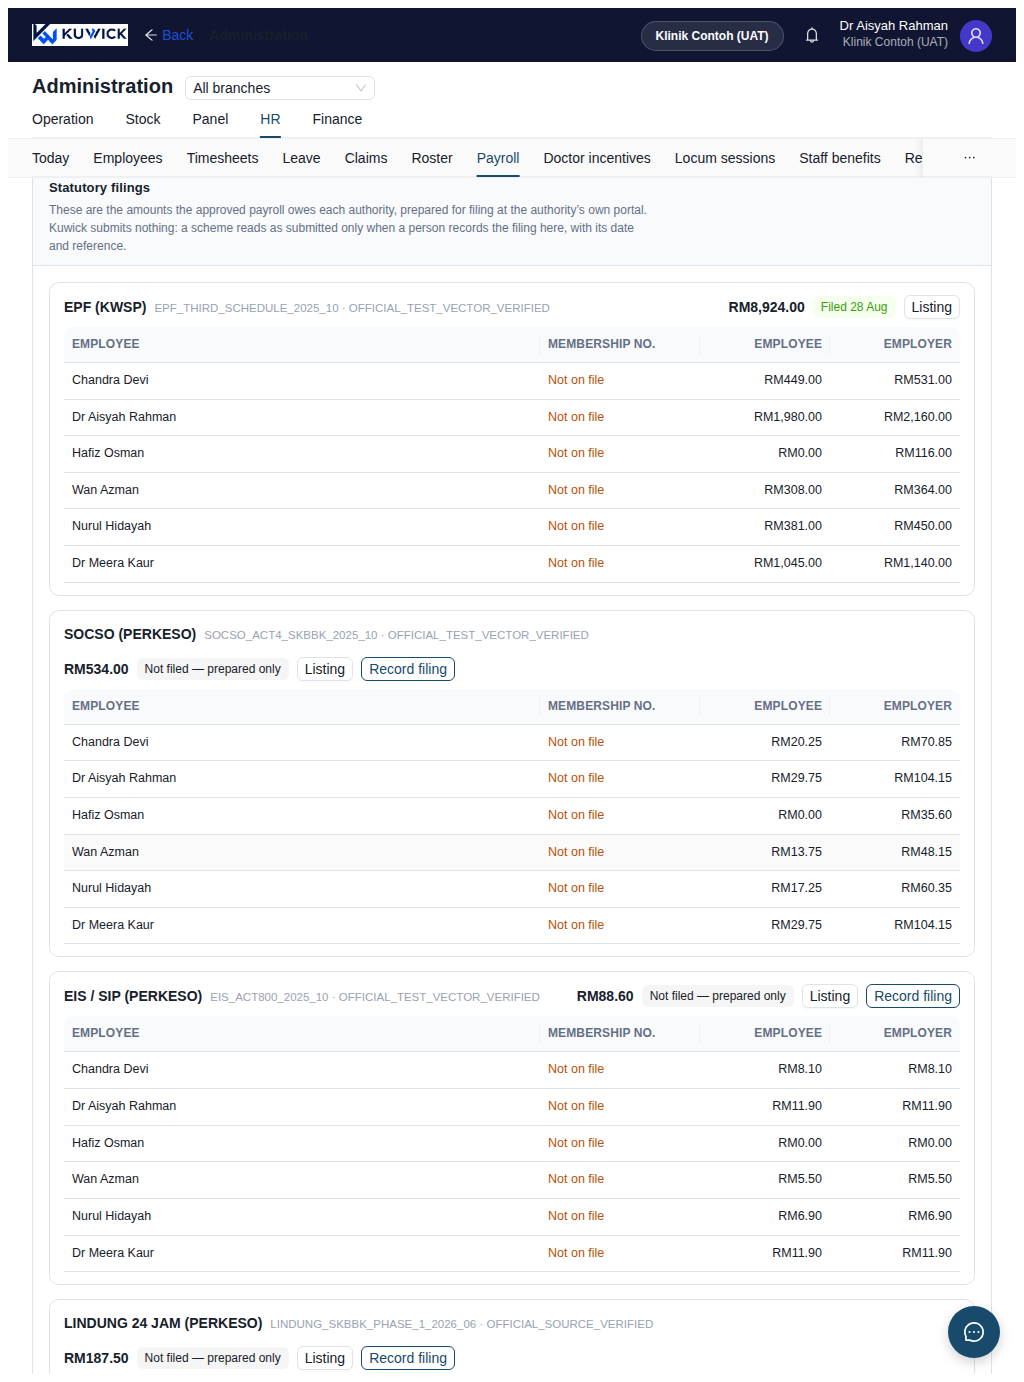 KUVICK
Back
Administration
Klinik Contoh (UAT)
Dr Aisyah Rahman
Klinik Contoh (UAT)
Administration
All branches
Operation Stock Panel HR Finance
Today Employees Timesheets Leave Claims Roster Payroll Doctor incentives Locum sessions Staff benefits Re ...
Statutory filings
These are the amounts the approved payroll owes each authority, prepared for filing at the authority's own portal.
Kuwick submits nothing: a scheme reads as submitted only when a person records the filing here, with its date
and reference.
EPF (KWSP) EPF_THIRD_SCHEDULE_2025_10 · OFFICIAL_TEST_VECTOR_VERIFIED RM8,924.00 Filed 28 Aug Listing
EMPLOYEE MEMBERSHIP NO. EMPLOYEE EMPLOYER
Chandra Devi Not on file RM449.00 RM531.00
Dr Aisyah Rahman Not on file RM1,980.00 RM2,160.00
Hafiz Osman Not on file RM0.00 RM116.00
Wan Azman Not on file RM308.00 RM364.00
Nurul Hidayah Not on file RM381.00 RM450.00
Dr Meera Kaur Not on file RM1,045.00 RM1,140.00
SOCSO (PERKESO) SOCSO_ACT4_SKBBK_2025_10 · OFFICIAL_TEST_VECTOR_VERIFIED
RM534.00 Not filed — prepared only Listing Record filing
EMPLOYEE MEMBERSHIP NO. EMPLOYEE EMPLOYER
Chandra Devi Not on file RM20.25 RM70.85
Dr Aisyah Rahman Not on file RM29.75 RM104.15
Hafiz Osman Not on file RM0.00 RM35.60
Wan Azman Not on file RM13.75 RM48.15
Nurul Hidayah Not on file RM17.25 RM60.35
Dr Meera Kaur Not on file RM29.75 RM104.15
EIS / SIP (PERKESO) EIS_ACT800_2025_10 · OFFICIAL_TEST_VECTOR_VERIFIED RM88.60 Not filed — prepared only Listing Record filing
EMPLOYEE MEMBERSHIP NO. EMPLOYEE EMPLOYER
Chandra Devi Not on file RM8.10 RM8.10
Dr Aisyah Rahman Not on file RM11.90 RM11.90
Hafiz Osman Not on file RM0.00 RM0.00
Wan Azman Not on file RM5.50 RM5.50
Nurul Hidayah Not on file RM6.90 RM6.90
Dr Meera Kaur Not on file RM11.90 RM11.90
LINDUNG 24 JAM (PERKESO) LINDUNG_SKBBK_PHASE_1_2026_06 · OFFICIAL_SOURCE_VERIFIED
RM187.50 Not filed — prepared only Listing Record filing